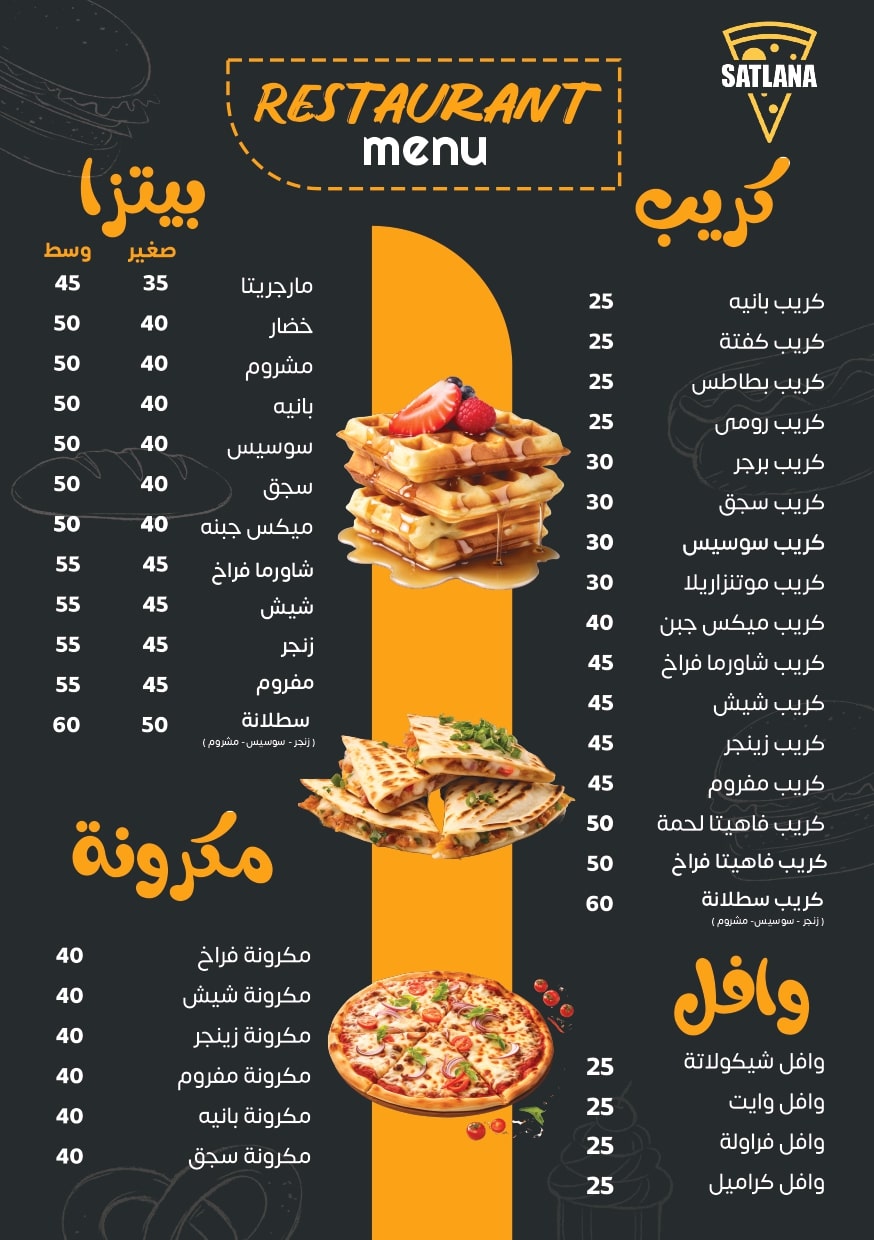 SATLANA
RESTAURANT
menu
كريب
كريب بانيه 25
كريب كفتة 25
كريب بطاطس 25
كريب رومى 25
كريب برجر 30
كريب سجق 30
كريب سوسيس 30
كريب موتنزاريلا 30
كريب ميكس جبن 40
كريب شاورما فراخ 45
كريب شيش 45
كريب زينجر 45
كريب مفروم 45
كريب فاهيتا لحمة 50
كريب فاهيتا فراخ 50
كريب سطلانة 60
( زنجر - سوسيس- مشروم )
وافل
وافل شيكولاتة 25
وافل وايت 25
وافل فراولة 25
وافل كراميل 25
بيتزا
صغير وسط
مارجريتا 35 45
خضار 40 50
مشروم 40 50
بانيه 40 50
سوسيس 40 50
سجق 40 50
ميكس جبنه 40 50
شاورما فراخ 45 55
شيش 45 55
زنجر 45 55
مفروم 45 55
سطلانة 50 60
( زنجر - سوسيس- مشروم )
مكرونة
مكرونة فراخ 40
مكرونة شيش 40
مكرونة زينجر 40
مكرونة مفروم 40
مكرونة بانيه 40
مكرونة سجق 40